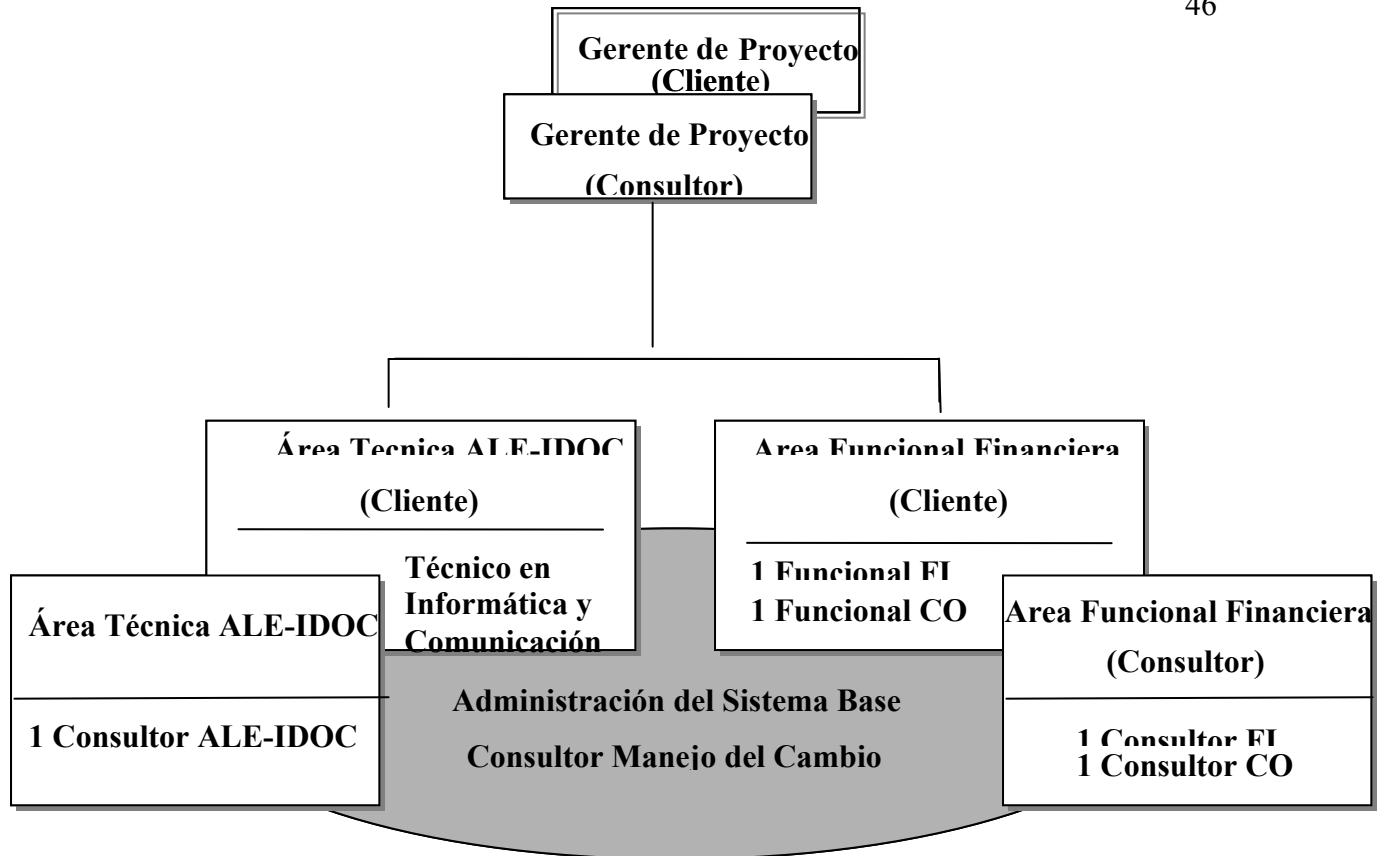 46
Gerente de Proyecto
(Cliente)
Gerente de Proyecto
(Consultor)
Área Tecnica ALE-IDOC
(Cliente)
Técnico en
Informática y
Comunicación
Area Funcional Financiera
(Cliente)
1 Funcional FI
1 Funcional CO
Área Técnica ALE-IDOC
1 Consultor ALE-IDOC
Area Funcional Financiera
(Consultor)
1 Consultor FI
1 Consultor CO
Administración del Sistema Base
Consultor Manejo del Cambio